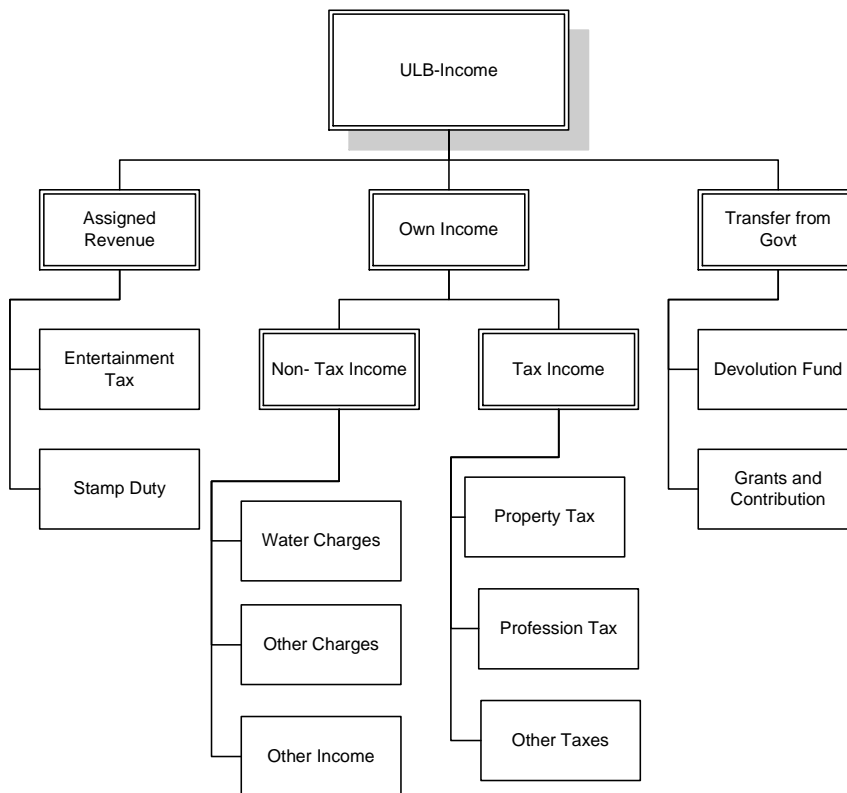 ULB-Income
Assigned
Revenue
Own Income
Transfer from
Govt
Entertainment
Tax
Non- Tax Income
Tax Income
Devolution Fund
Stamp Duty
Grants and
Contribution
Water Charges
Property Tax
Other Charges
Profession Tax
Other Income
Other Taxes